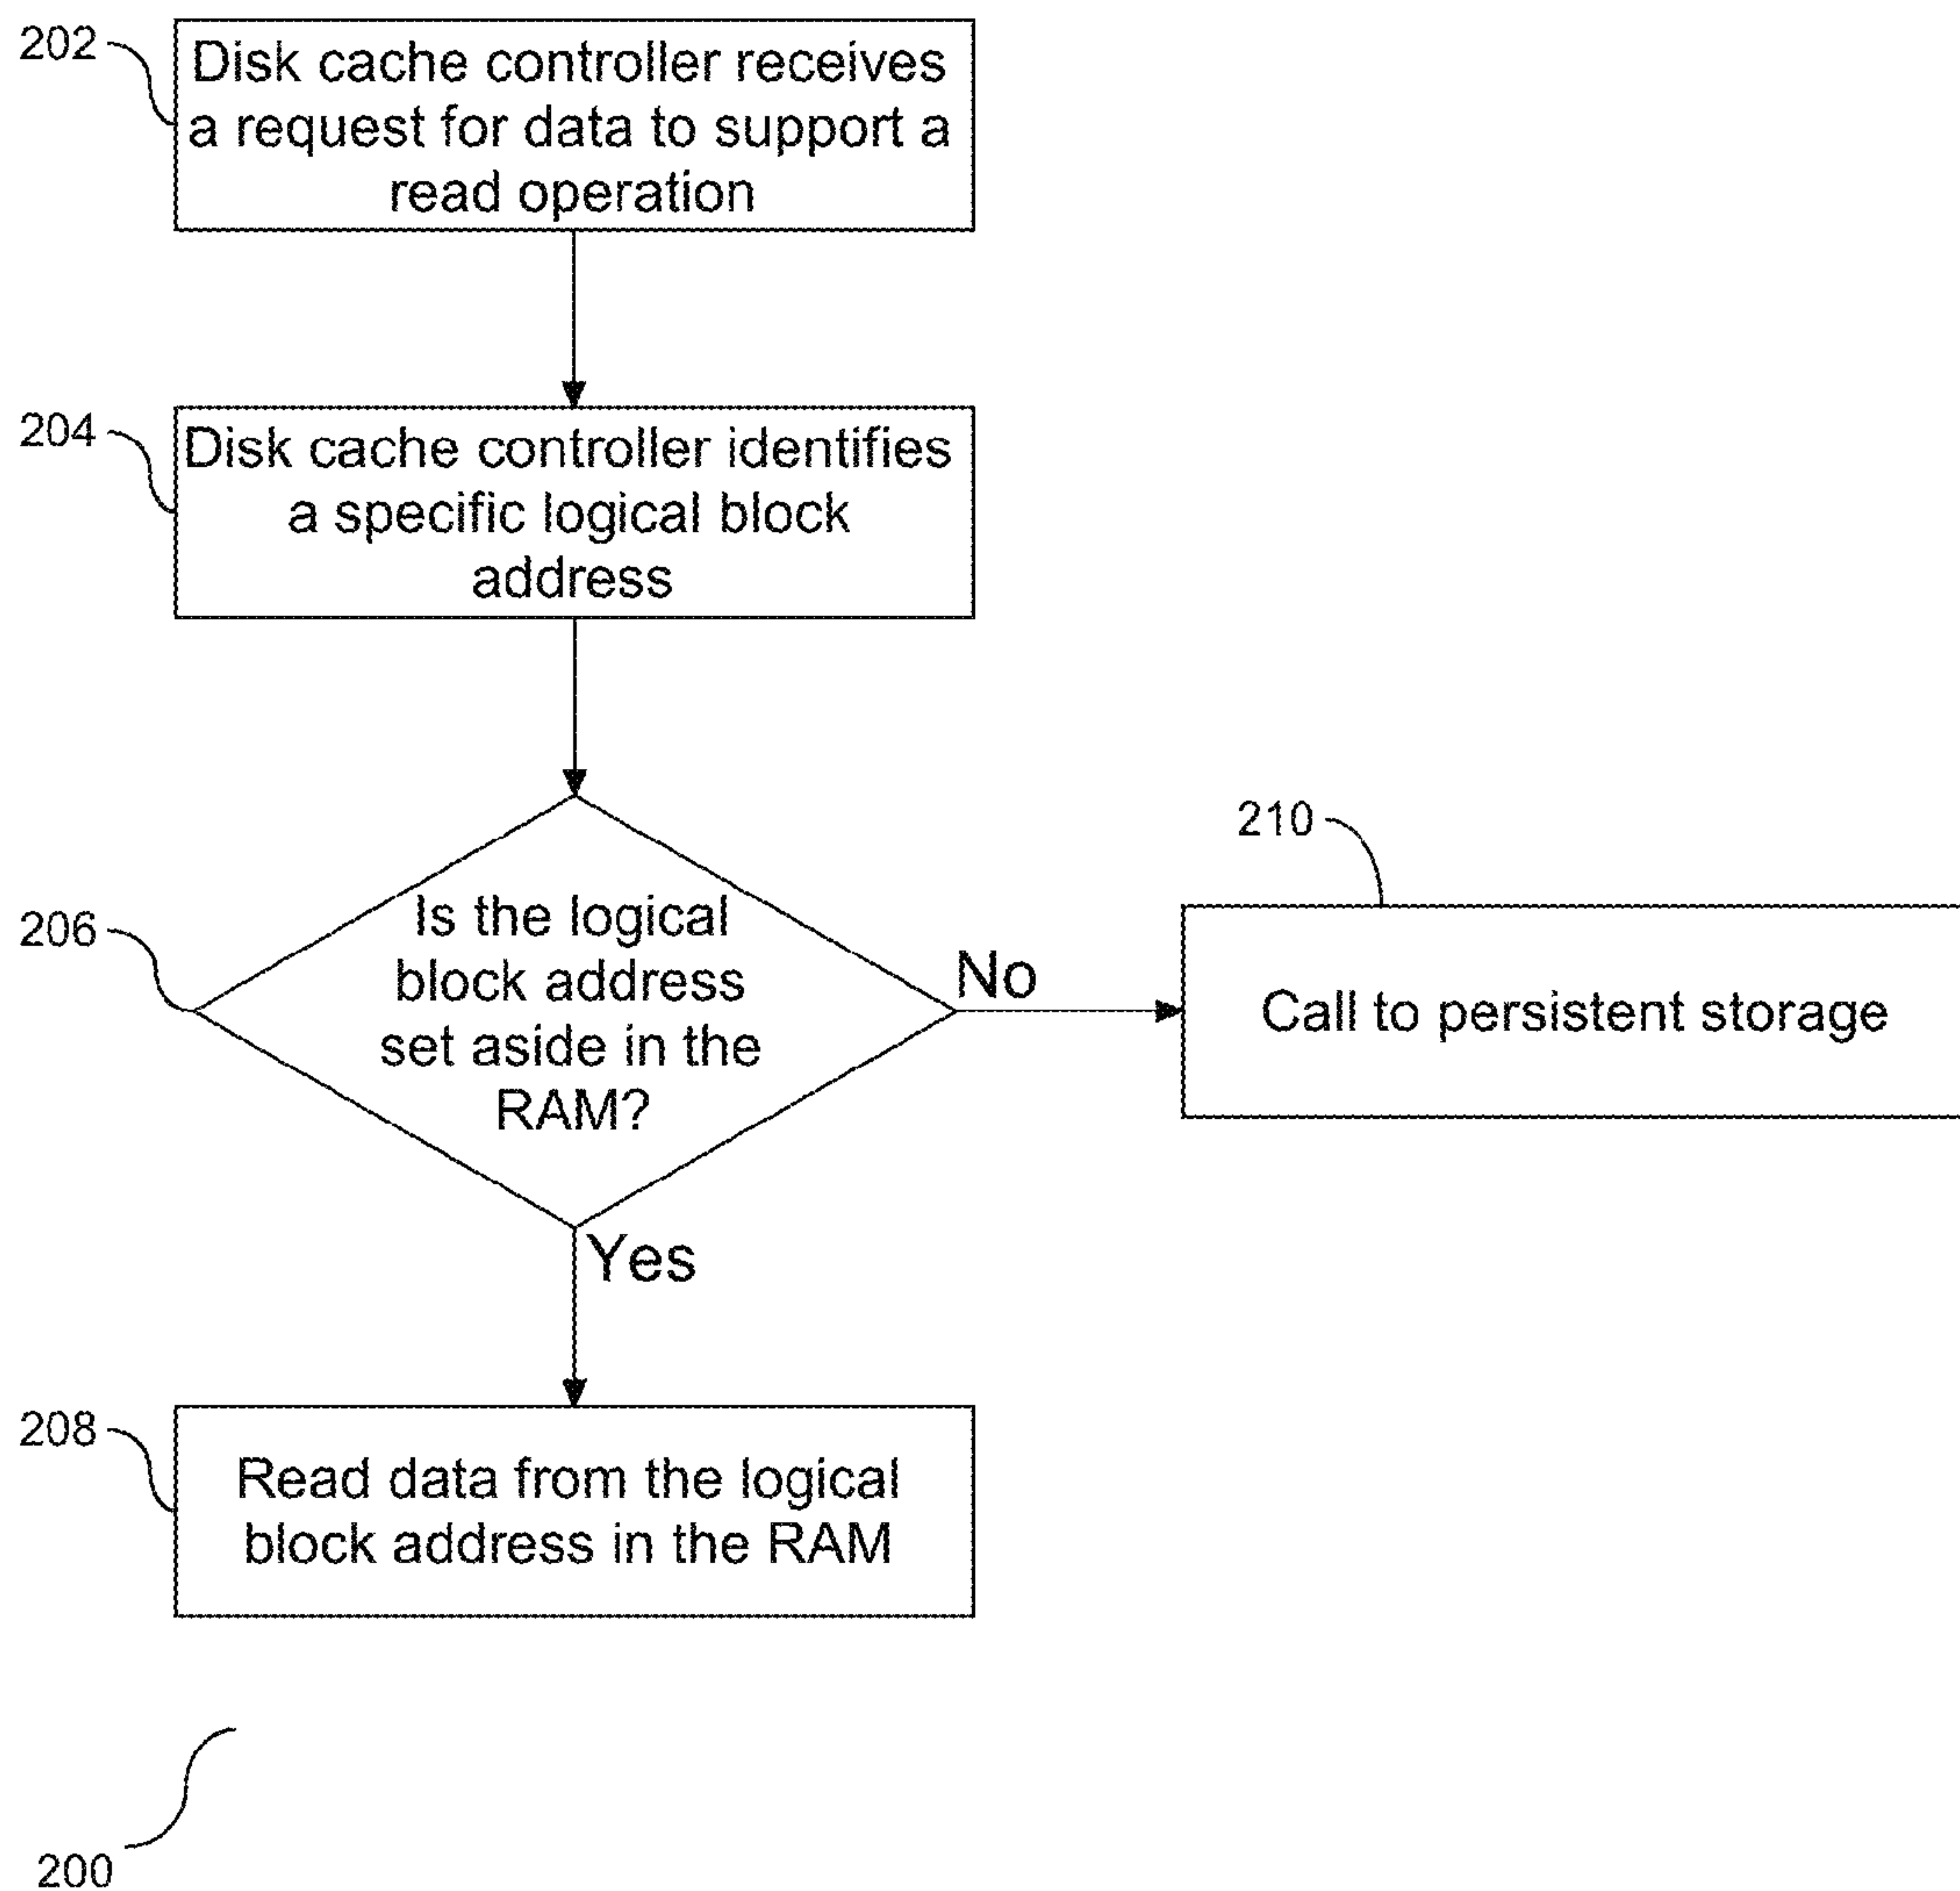 202
Disk cache controller receives
a request for data to support a
read operation
204
Disk cache controller identifies
a specific logical block
address
206
Is the logical
block address
set aside in the
RAM?
No
210
Call to persistent storage
Yes
208
Read data from the logical
block address in the RAM
200